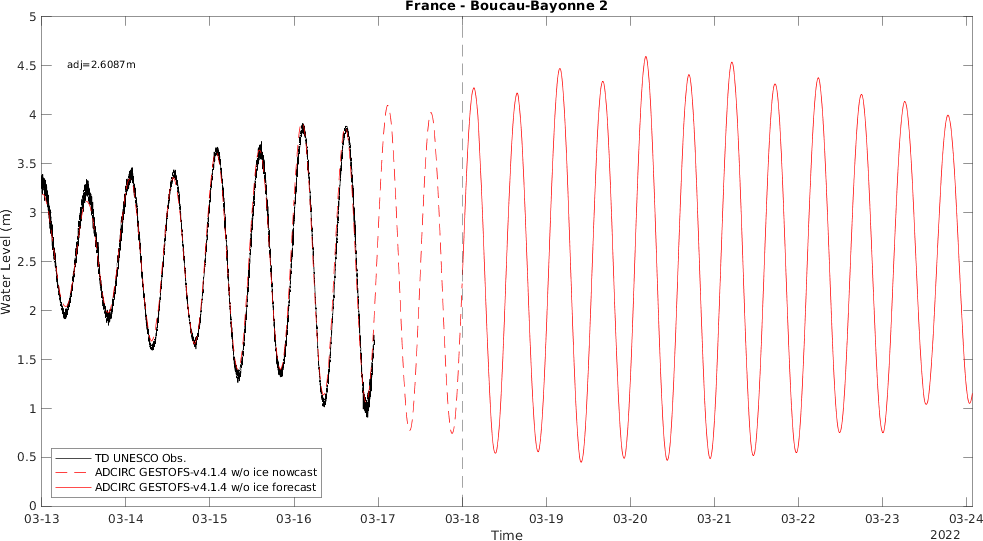 France - Boucau-Bayonne 2
adj=2.6087m
Water Level (m)
5
4.5
4
3.5
3
2.5
2
1.5
1
0.5
0
TD UNESCO Obs.
ADCIRC GESTOFS-v4.1.4 w/o ice nowcast
ADCIRC GESTOFS-v4.1.4 w/o ice forecast
03-13 03-14 03-15 03-16 03-17 03-18 03-19 03-20 03-21 03-22 03-23 03-24
Time
2022